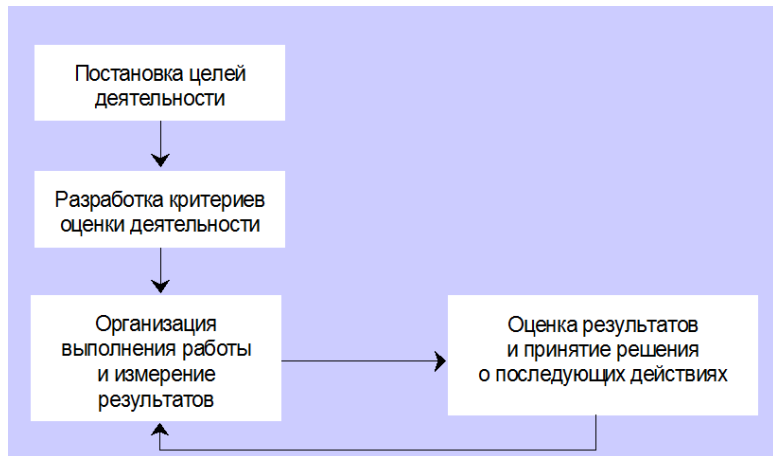 Постановка целей
деятельности
Разработка критериев
оценки деятельности
Организация
выполнения работы
и измерение
результатов
Оценка результатов
и принятие решения
о последующих действиях